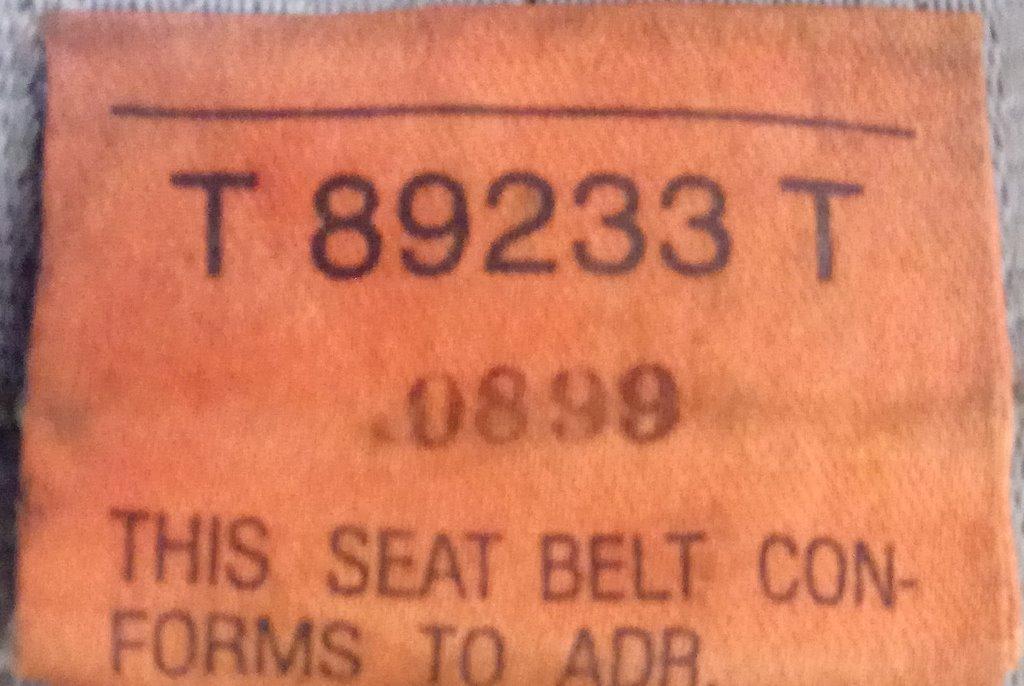 T 89233 T
0899
THIS SEAT BELT CON-
FORMS TO ADR.